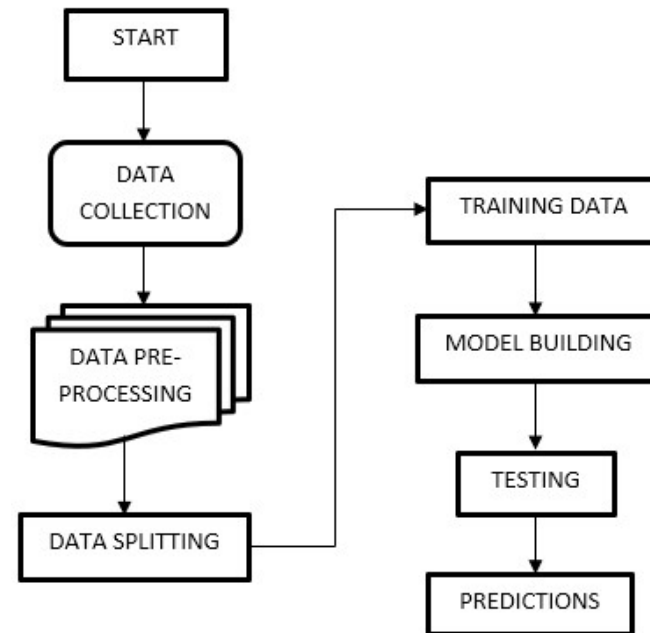 START
DATA
COLLECTION
DATA PRE-
PROCESSING
DATA SPLITTING
TRAINING DATA
MODEL BUILDING
TESTING
PREDICTIONS